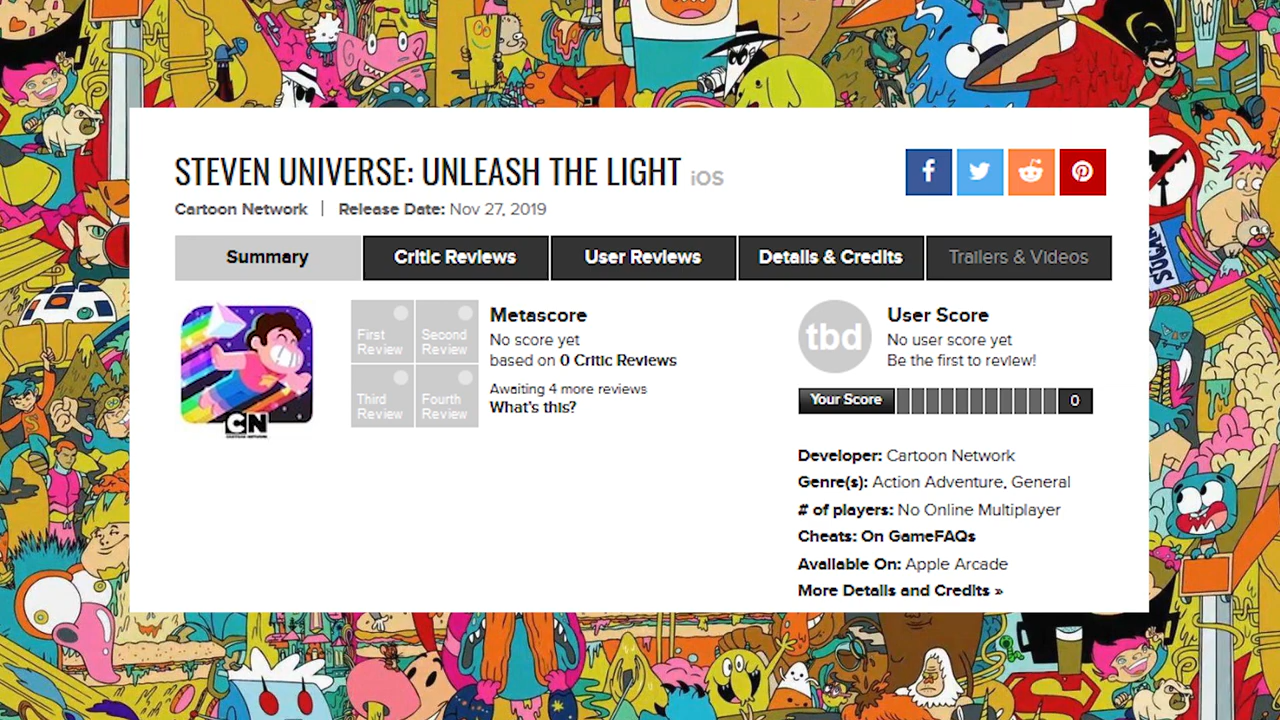 STEVEN UNIVERSE: UNLEASH THE LIGHT iOS
Cartoon Network | Release Date: Nov 27, 2019
Summary Critic Reviews User Reviews Details & Credits Trailers & Videos
First Review
Second Review
Third Review
Fourth Review
CN
CARTOON NETWORK
Metascore
No score yet
based on 0 Critic Reviews
Awaiting 4 more reviews
What's this?
tbd
User Score
No user score yet
Be the first to review!
Your Score 0
Developer: Cartoon Network
Genre(s): Action Adventure, General
# of players: No Online Multiplayer
Cheats: On GameFAQs
Available On: Apple Arcade
More Details and Credits »